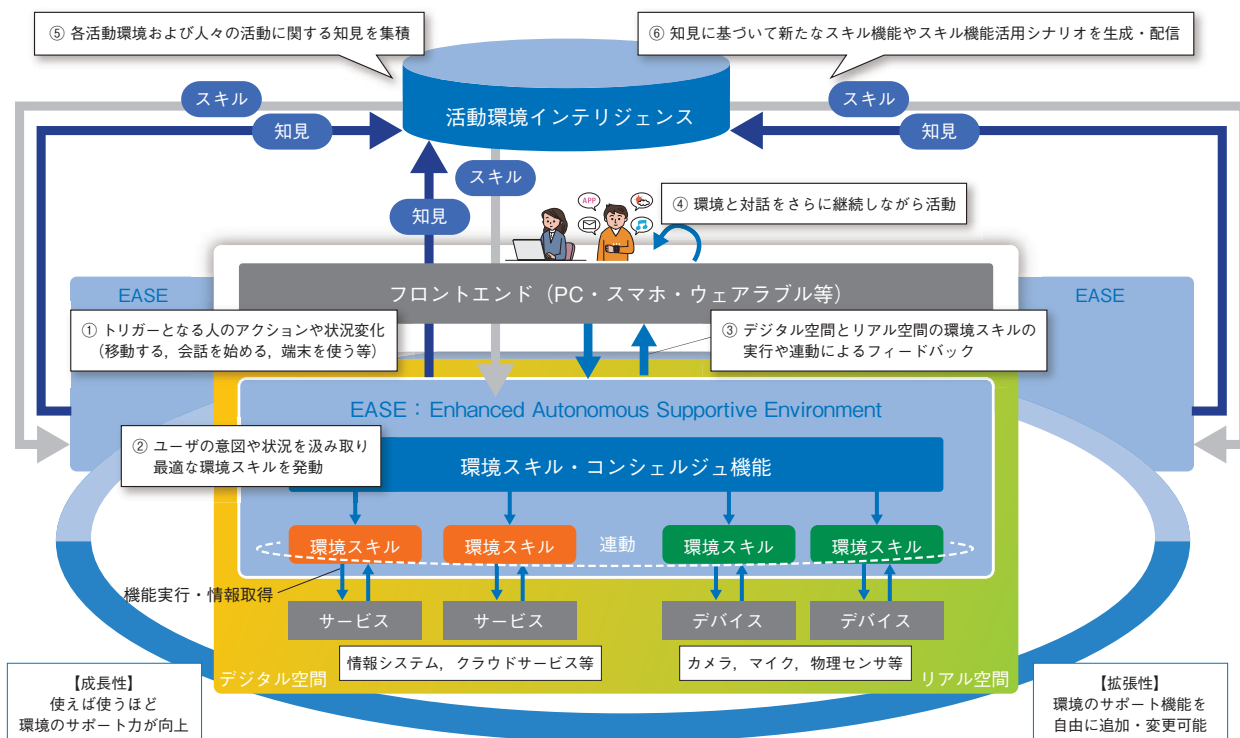 ⑤ 各活動環境および人々の活動に関する知見を集積
⑥ 知見に基づいて新たなスキル機能やスキル機能活用シナリオを生成・配信
スキル
スキル
知見
活動環境インテリジェンス
知見
スキル
知見
APP
④ 環境と対話をさらに継続しながら活動
EASE
フロントエンド（PC・スマホ・ウェアラブル等）
EASE
① トリガーとなる人のアクションや状況変化
（移動する，会話を始める，端末を使う等）
③ デジタル空間とリアル空間の環境スキルの
実行や連動によるフィードバック
EASE：Enhanced Autonomous Supportive Environment
② ユーザの意図や状況を汲み取り
最適な環境スキルを発動
環境スキル・コンシェルジュ機能
環境スキル
環境スキル
連動
環境スキル
環境スキル
機能実行・情報取得
サービス
サービス
デバイス
デバイス
情報システム，クラウドサービス等
カメラ，マイク，物理センサ等
デジタル空間
リアル空間
【成長性】
使えば使うほど
環境のサポート力が向上
【拡張性】
環境のサポート機能を
自由に追加・変更可能